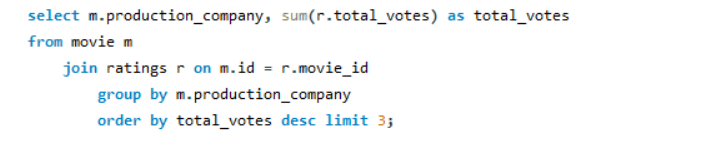 select m.production_company, sum(r.total_votes) as total_votes
from movie m
join ratings r on m.id = r.movie_id
group by m.production_company
order by total_votes desc limit 3;